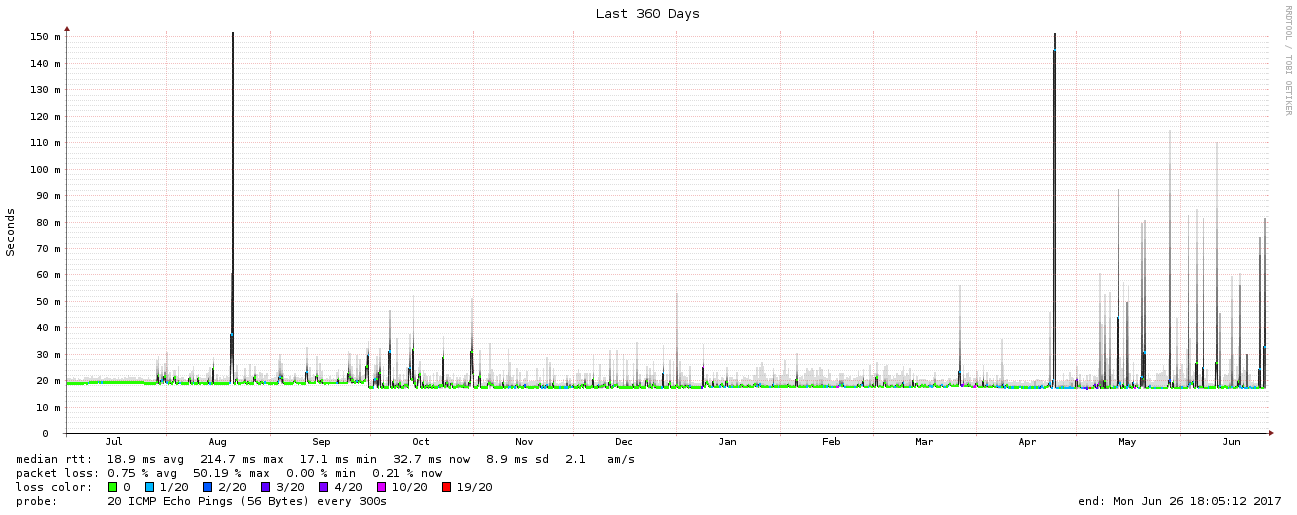 Last 360 Days
RRDTOOL / TOBI OETIKER
Seconds
150 m
140 m
130 m
120 m
110 m
100 m
90 m
80 m
70 m
60 m
50 m
40 m
30 m
20 m
10 m
0
Jul Aug Sep Oct Nov Dec Jan Feb Mar Apr May Jun
median rtt: 18.9 ms avg 214.7 ms max 17.1 ms min 32.7 ms now 8.9 ms sd 2.1 am/s
packet loss: 0.75 % avg 50.19 % max 0.00 % min 0.21 % now
loss color: 0 1/20 2/20 3/20 4/20 10/20 19/20
probe: 20 ICMP Echo Pings (56 Bytes) every 300s end: Mon Jun 26 18:05:12 2017